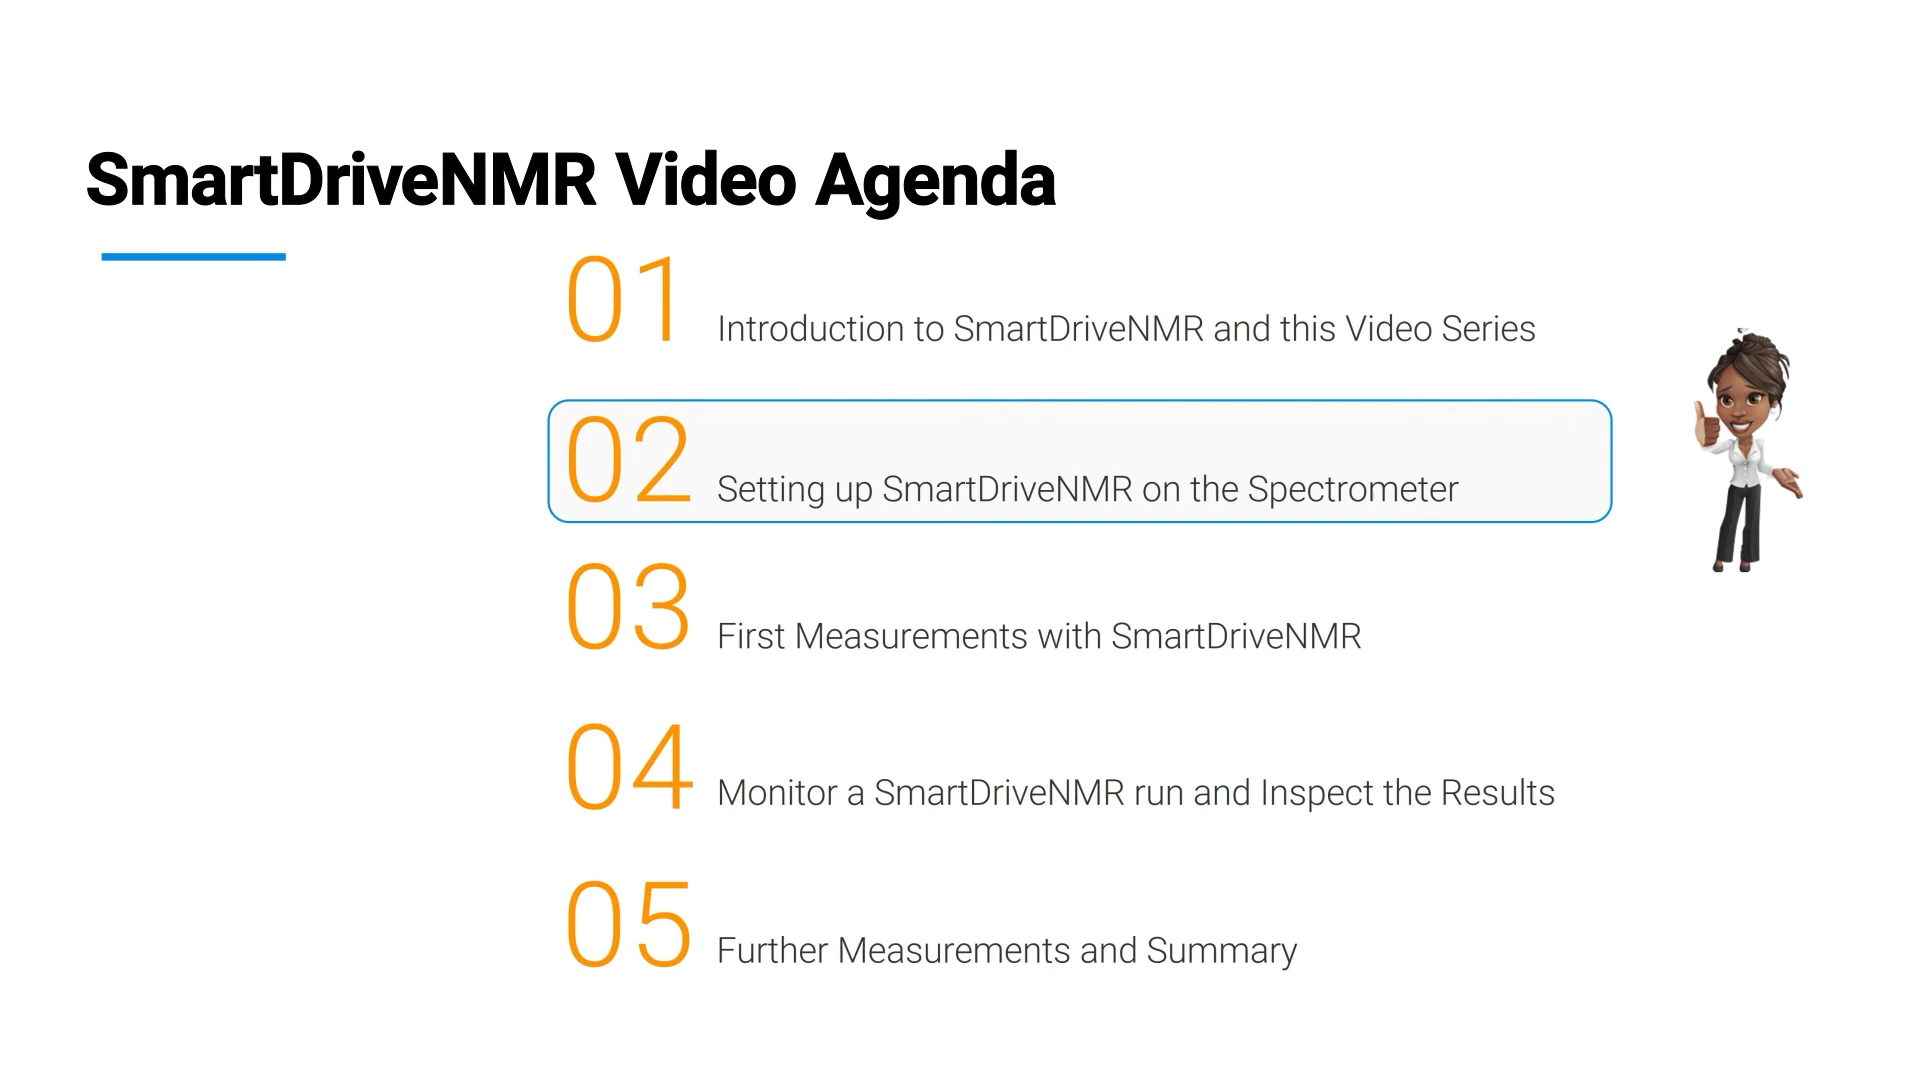 SmartDriveNMR Video Agenda
01 Introduction to SmartDriveNMR and this Video Series
02 Setting up SmartDriveNMR on the Spectrometer
03 First Measurements with SmartDriveNMR
04 Monitor a SmartDriveNMR run and Inspect the Results
05 Further Measurements and Summary